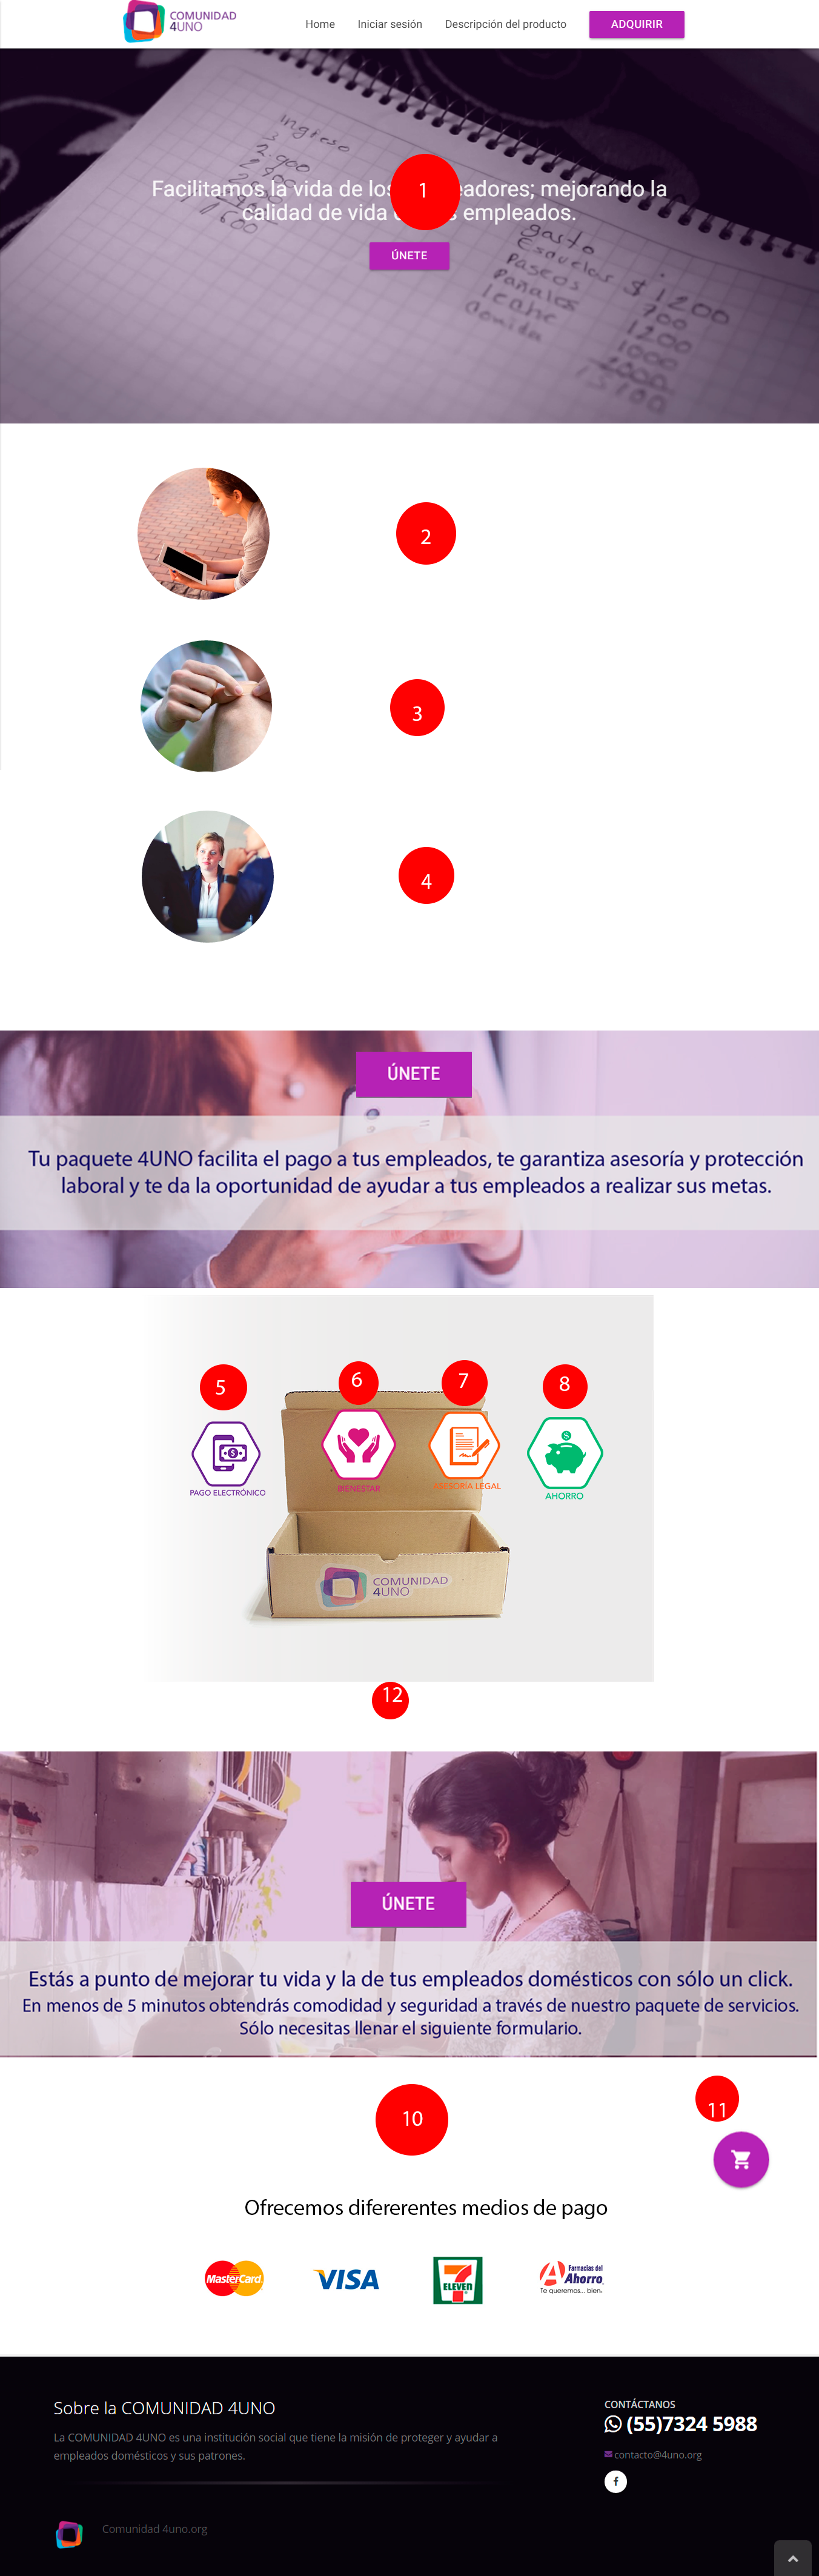 COMUNIDAD
4UNO
Home Iniciar sesión Descripción del producto ADQUIRIR
Ingreso
2,900
Facilitamos la vida de los eadores; mejorando la
1
calidad de vida empleados.
ÚNETE
gasto
Escuelas $ 1200
Paseos 700
pañales 1200
leche 1000
comida
2
3
4
ÚNETE
Tu paquete 4UNO facilita el pago a tus empleados, te garantiza asesoría y protección
laboral y te da la oportunidad de ayudar a tus empleados a realizar sus metas.
5 6 7 8
PAGO ELECTRÓNICO BIENESTAR ASESORÍA LEGAL AHORRO
COMUNIDAD
4UNO
12
ÚNETE
Estás a punto de mejorar tu vida y la de tus empleados domésticos con sólo un click.
En menos de 5 minutos obtendrás comodidad y seguridad a través de nuestro paquete de servicios.
Sólo necesitas llenar el siguiente formulario.
10
11
Ofrecemos difererentes medios de pago
MasterCard VISA 7 ELEVEN Farmacias del
Ahorro
Te queremos... bien.
Sobre la COMUNIDAD 4UNO
La COMUNIDAD 4UNO es una institución social que tiene la misión de proteger y ayudar a
empleados domésticos y sus patrones.
CONTÁCTANOS
(55)7324 5988
contacto@4uno.org
f
Comunidad 4uno.org